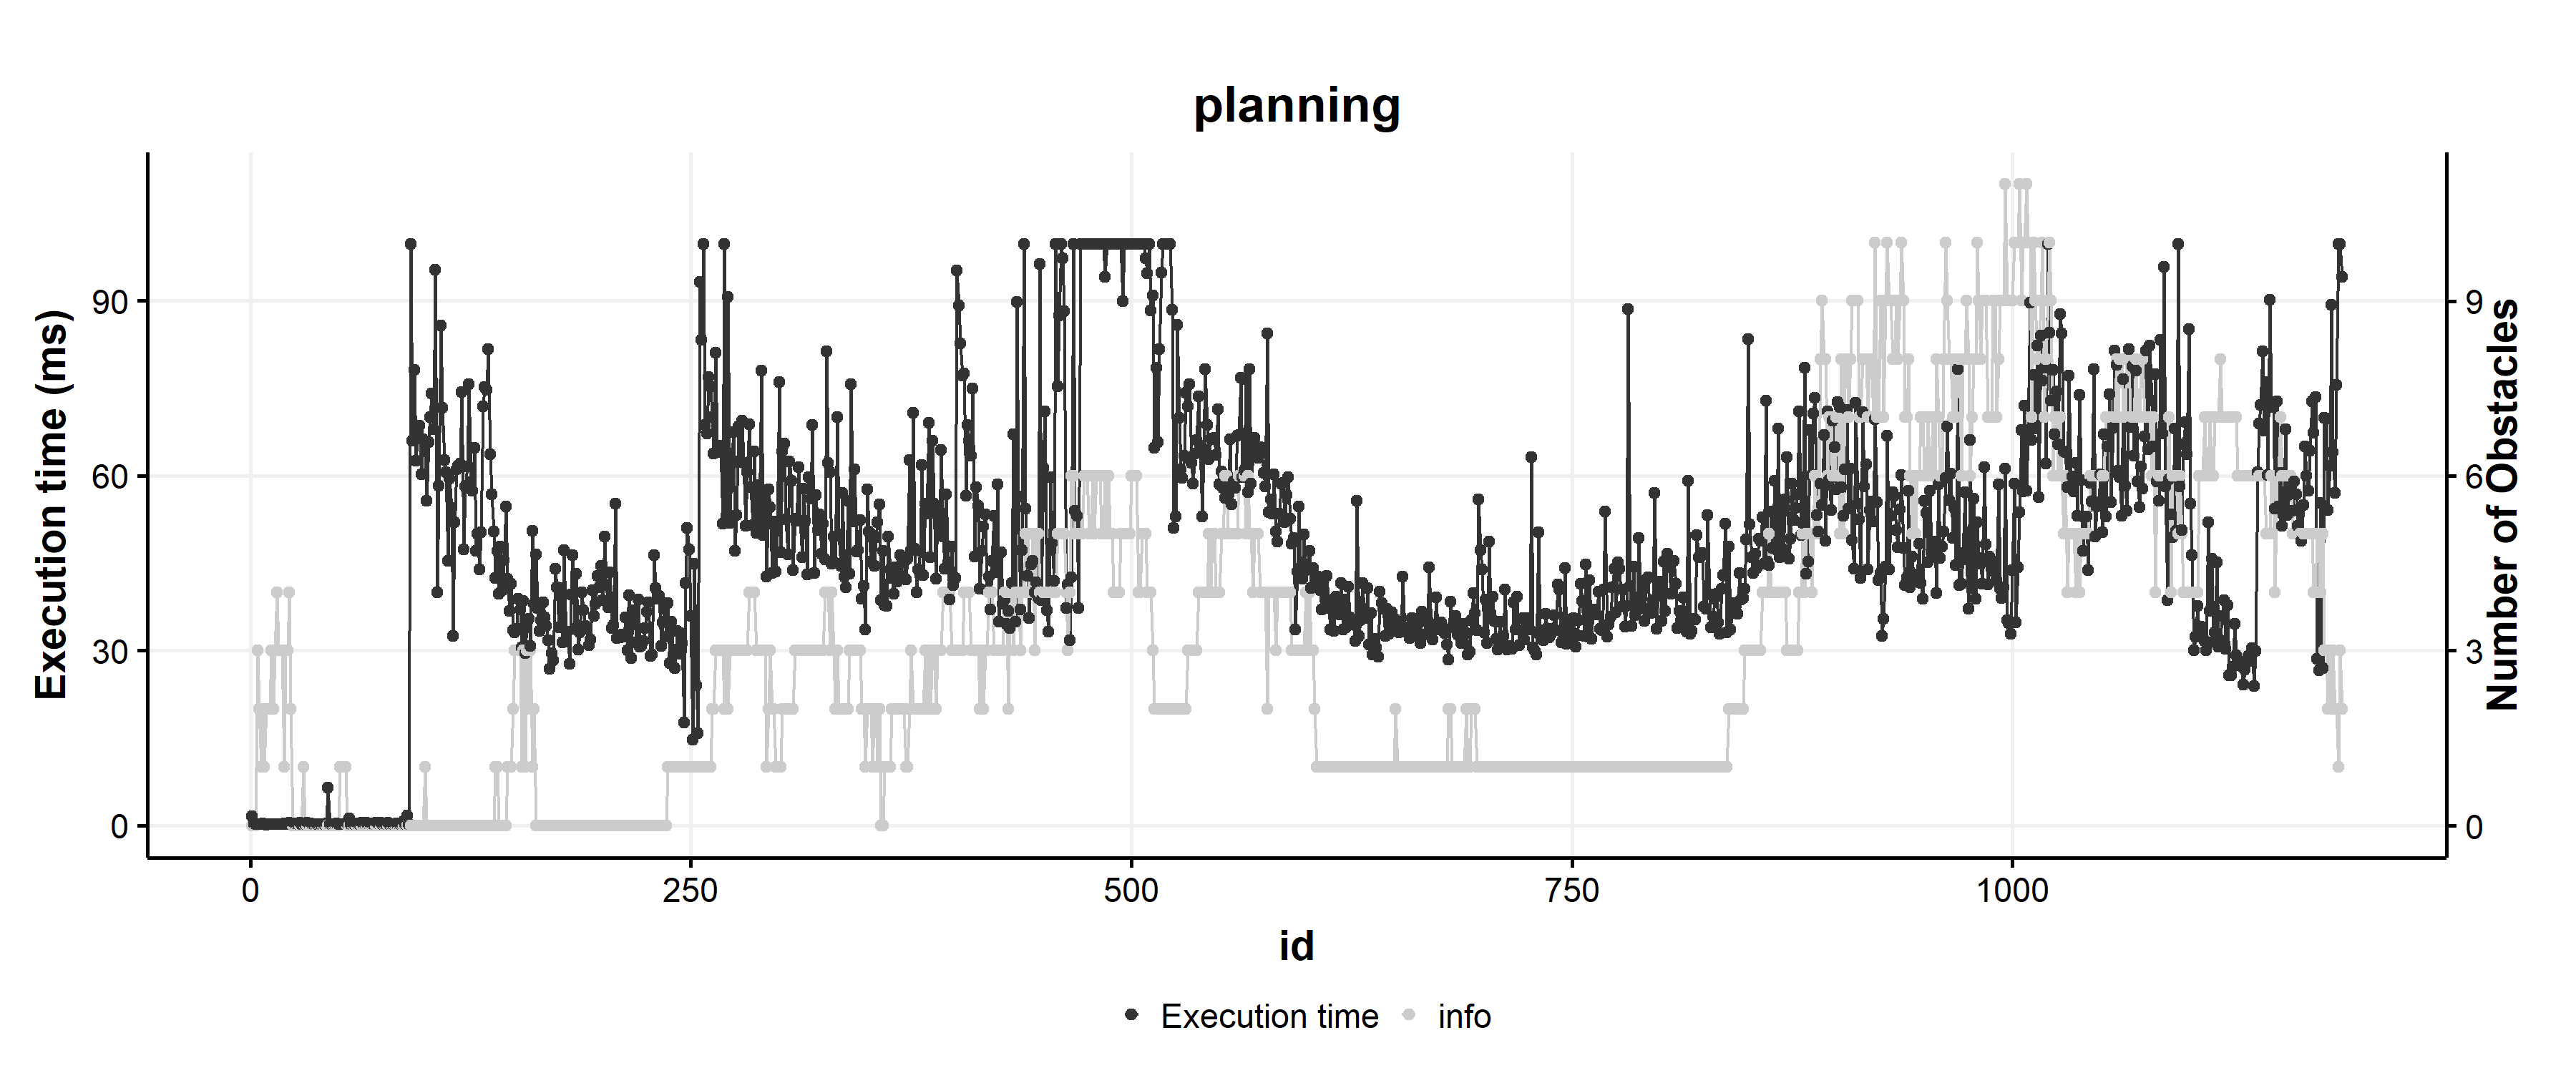 planning
Execution time (ms)
90
60
30
0
9
6
3
0
Number of Obstacles
0
250
500
750
1000
id
Execution time
info